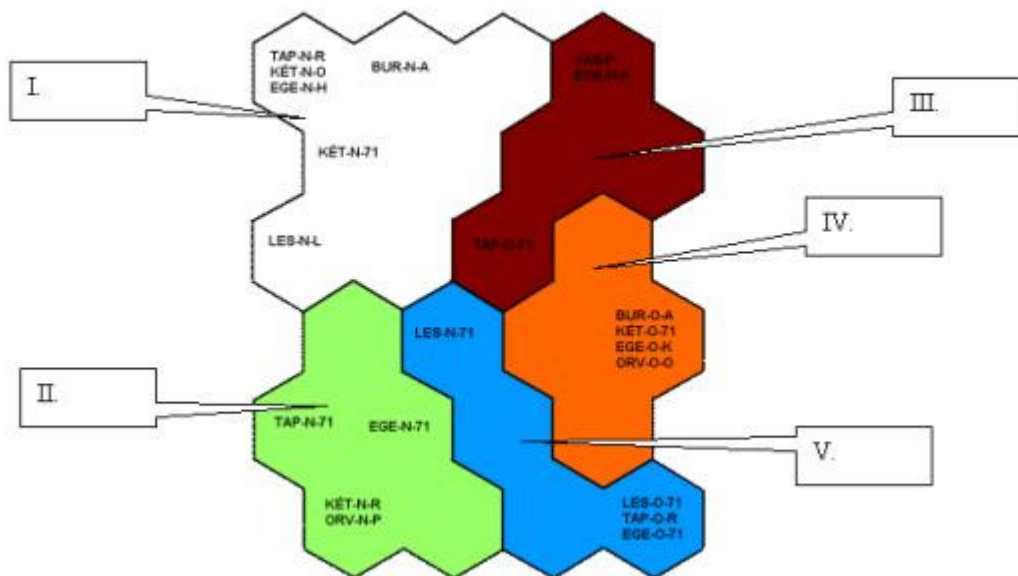 TAP-N-R
KÉT-N-O
EGE-N-H
BUR-N-A
I.
III.
KÉT-N-71
IV.
LES-N-L
TAP-O-71
BUR-O-A
KÉT-O-71
EGE-O-K
ORV-O-O
LES-N-71
II.
TAP-N-71
EGE-N-71
V.
KÉT-N-R
ORV-N-P
LES-O-71
TAP-O-R
EGE-O-71